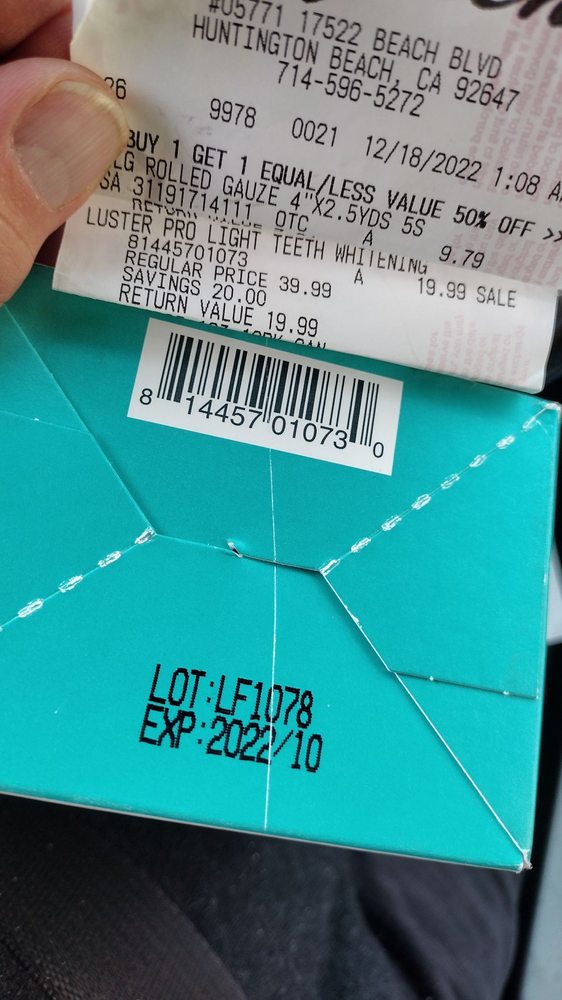 #05771 17522 BEACH BLVD
HUNTINGTON BEACH, CA 92647
714-596-5272
26 9978 0021 12/18/2022 1:08 A
BUY 1 GET 1 EQUAL/LESS VALUE 50% OFF >>
LG ROLLED GAUZE 4"X2.5YDS 5S
SA 31191714111 OTC A 9.79
LUSTER PRO LIGHT TEETH WHITENING
81445701073 A 19.99 SALE
REGULAR PRICE 39.99
SAVINGS 20.00
RETURN VALUE 19.99
8 14457 01073 0
LOT:LF1078
EXP:2022/10